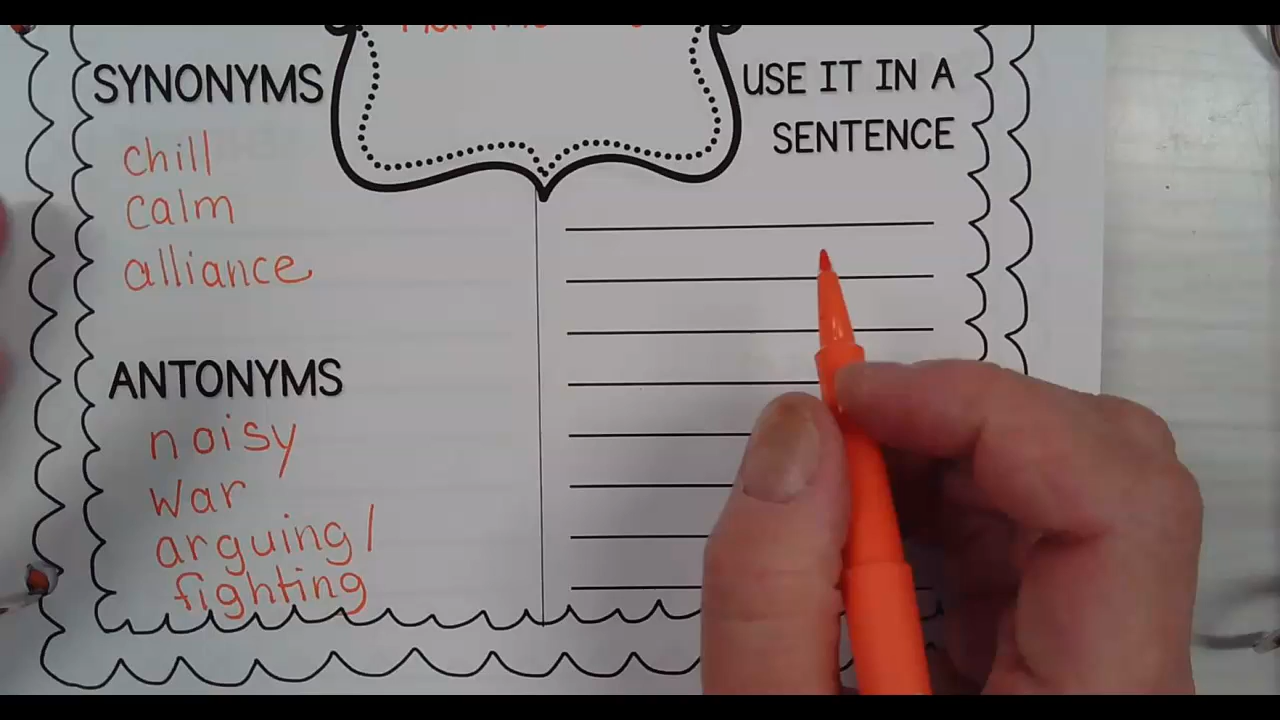 SYNONYMS
chill
calm
alliance
ANTONYMS
noisy
war
arguing/
fighting
USE IT IN A
SENTENCE